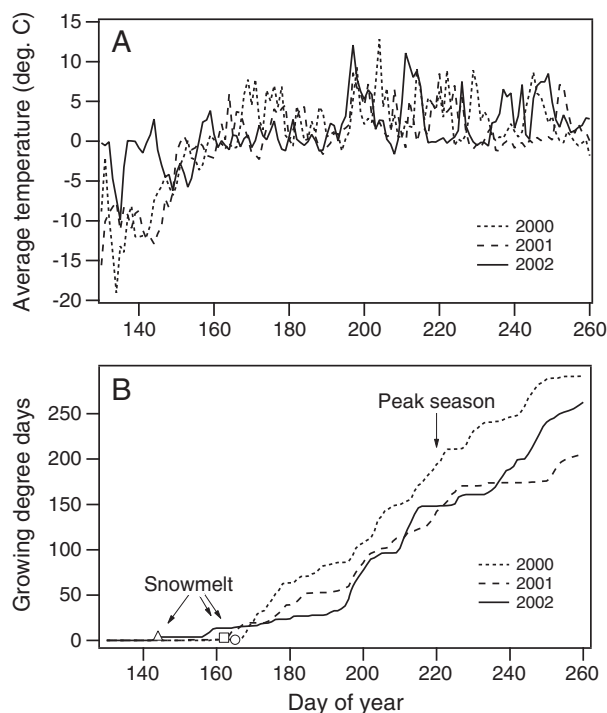 A
Average temperature (deg. C)
15
10
5
0
-5
-10
-15
-20
2000
2001
2002
140 160 180 200 220 240 260
B
Growing degree days
250
200
150
100
50
0
Peak season
Snowmelt
2000
2001
2002
140 160 180 200 220 240 260
Day of year